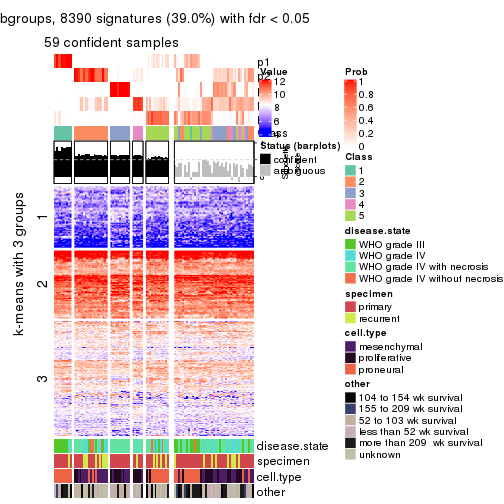 bgroups, 8390 signatures (39.0%) with fdr < 0.05
59 confident samples
p1
Value
12
10
8
6
Prob
1
0.8
0.6
0.4
0.2
0
Status (barplots)
confident
ambiguous
Class
1
2
3
4
5
disease.state
WHO grade III
WHO grade IV
WHO grade IV with necrosis
WHO grade IV without necrosis
specimen
primary
recurrent
cell.type
mesenchymal
proliferative
proneural
other
104 to 154 wk survival
155 to 209 wk survival
52 to 103 wk survival
less than 52 wk survival
more than 209 wk survival
unknown
k-means with 3 groups
1
2
3
disease.state
specimen
cell.type
other